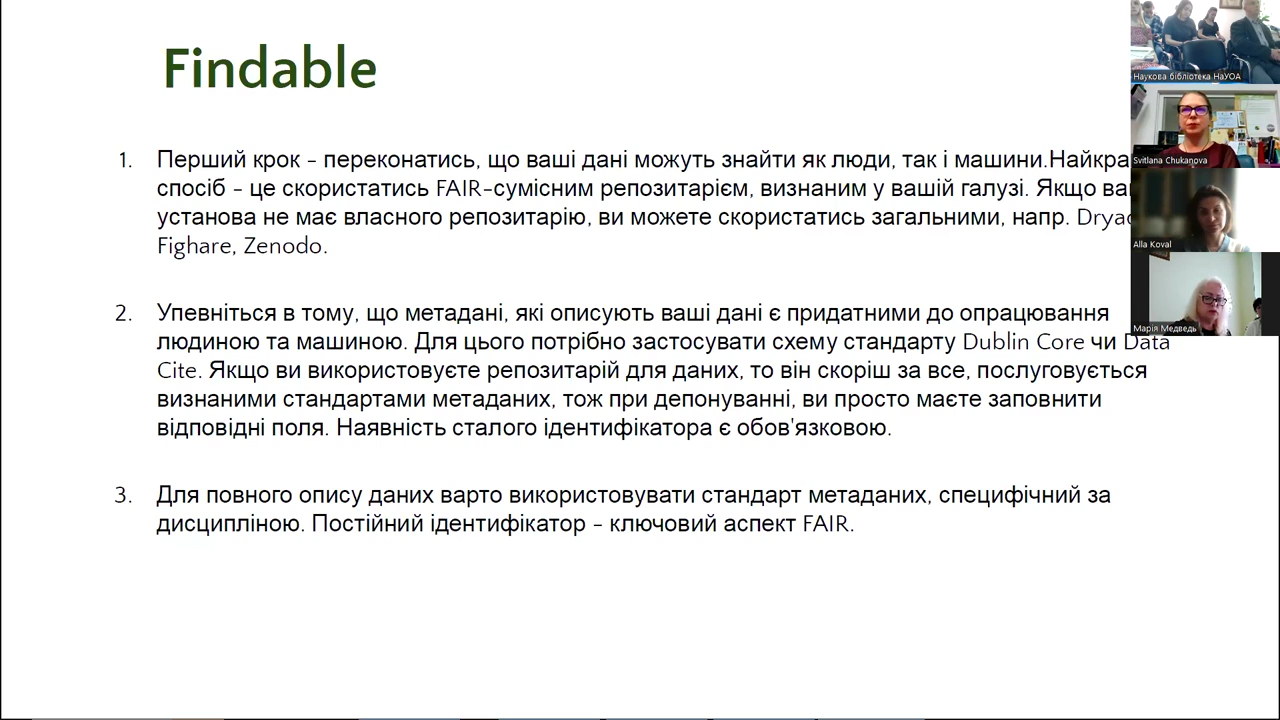 Findable
1. Перший крок – переконатись, що ваші дані можуть знайти як люди, так і машини.
спосіб – це скористатись FAIR-сумісним репозитарієм, визнаним у вашій галузі. Якщо
установа не має власного репозитарію, ви можете скористатись загальними, напр.
Fighare, Zenodo.
2. Упевніться в тому, що метадані, які описують ваші дані є придатними до опрацювання
людиною та машиною. Для цього потрібно застосувати схему стандарту Dublin Core чи Data
Cite. Якщо ви використовуєте репозитарій для даних, то він скоріш за все, послуговується
визнаними стандартами метаданих, тож при депонуванні, ви просто маєте заповнити
відповідні поля. Наявність сталого ідентифікатора є обов'язковою.
3. Для повного опису даних варто використовувати стандарт метаданих, специфічний за
дисципліною. Постійний ідентифікатор – ключовий аспект FAIR.
Наукова бібліотека НаУОА
Svitlana Chukanova
Alla Koval
Марія Медведь